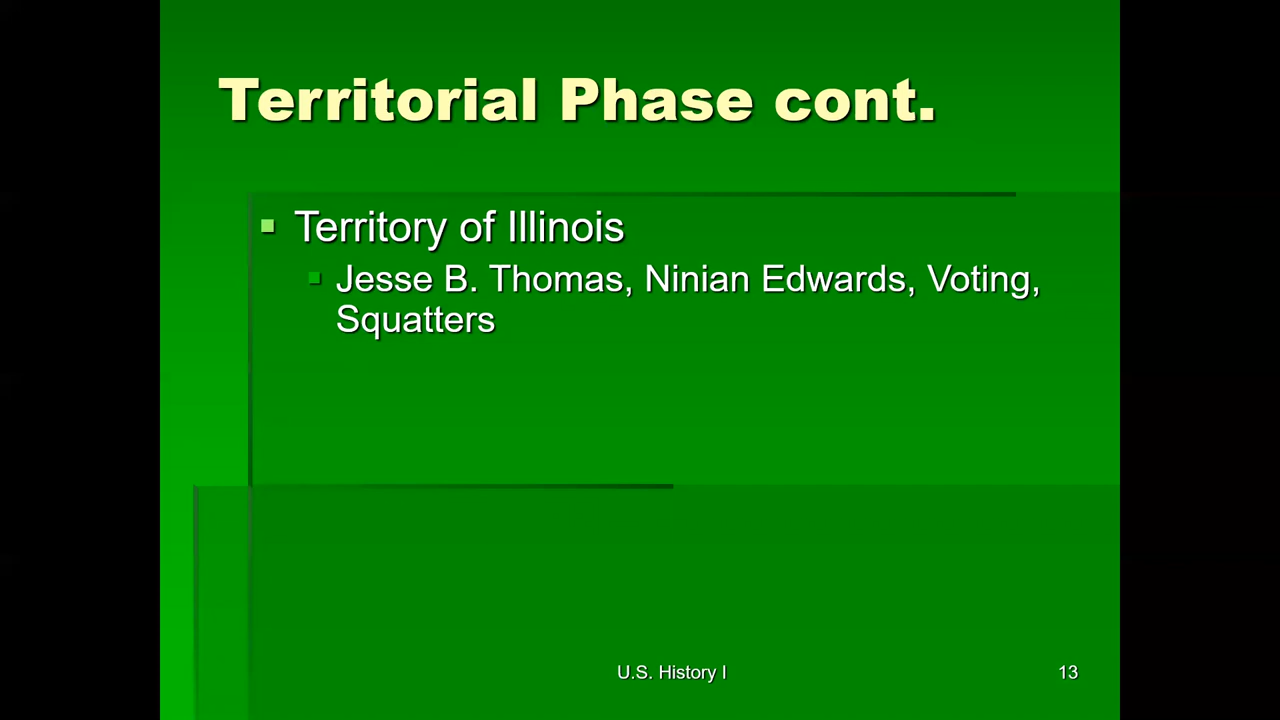 Territorial Phase cont.
Territory of Illinois
Jesse B. Thomas, Ninian Edwards, Voting,
Squatters
U.S. History I
13